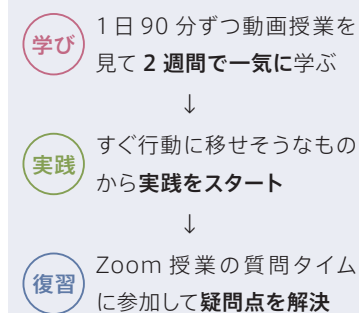 学び
1日90分ずつ動画授業を
見て2週間で一気に学ぶ
↓
実践
すぐ行動に移せそうなもの
から実践をスタート
↓
復習
Zoom授業の質問タイム
に参加して疑問点を解決